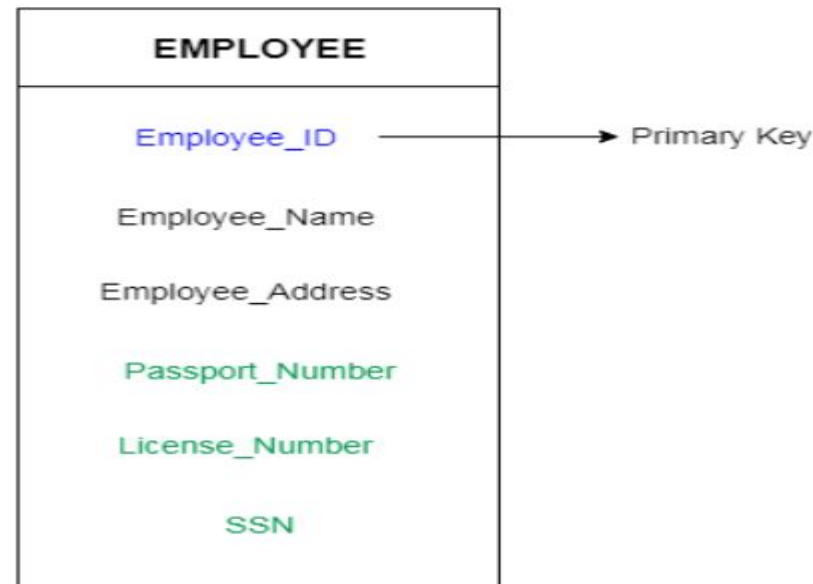 EMPLOYEE
Employee_ID Primary Key
Employee_Name
Employee_Address
Passport_Number
License_Number
SSN